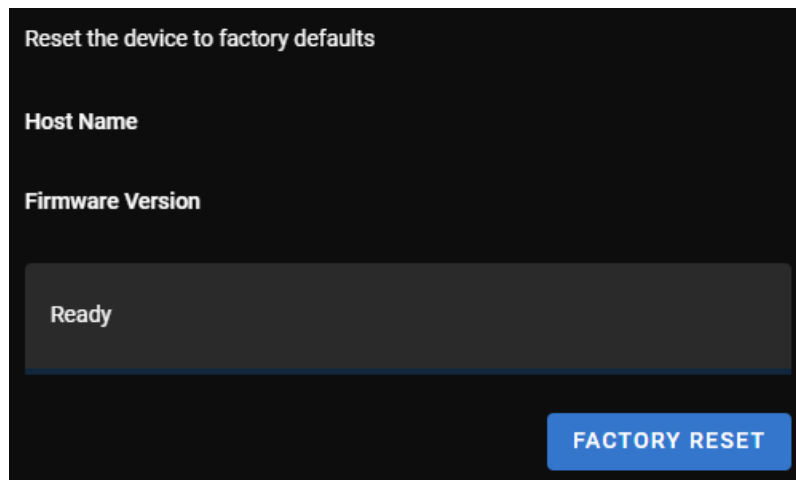 Reset the device to factory defaults
Host Name
Firmware Version
Ready
FACTORY RESET